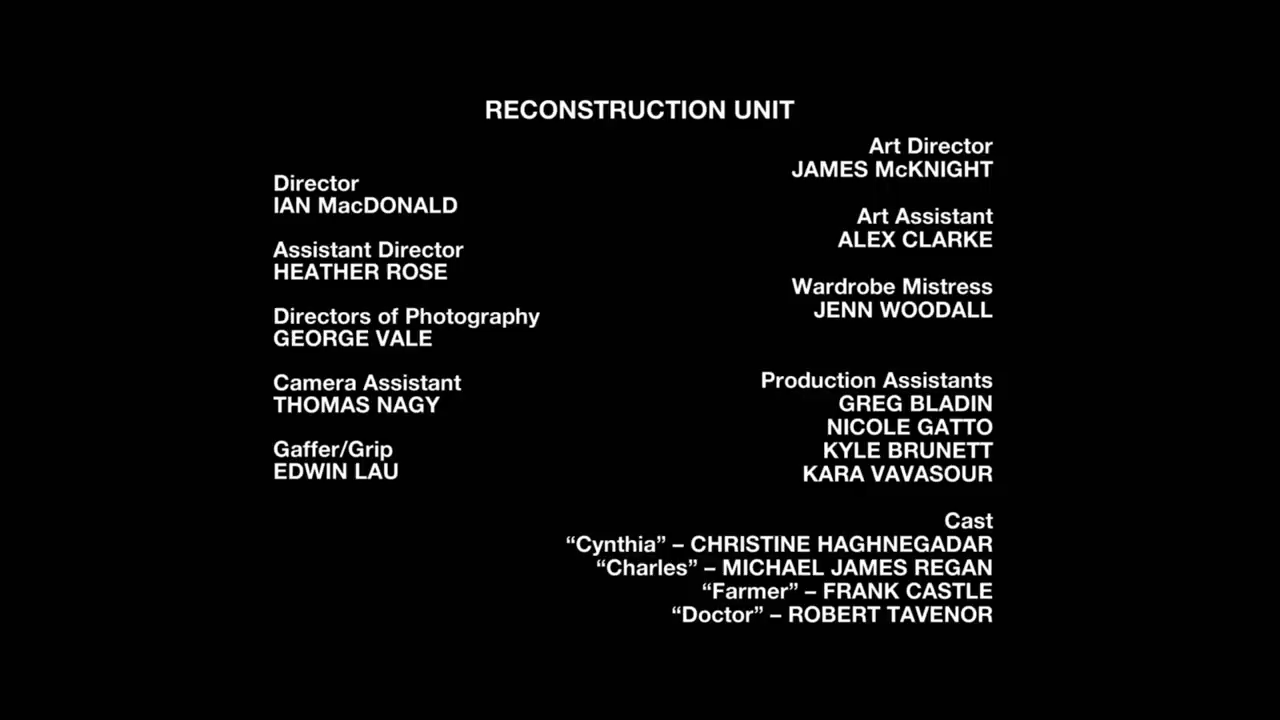 RECONSTRUCTION UNIT
Director
IAN MacDONALD
Assistant Director
HEATHER ROSE
Directors of Photography
GEORGE VALE
Camera Assistant
THOMAS NAGY
Gaffer/Grip
EDWIN LAU
Art Director
JAMES McKNIGHT
Art Assistant
ALEX CLARKE
Wardrobe Mistress
JENN WOODALL
Production Assistants
GREG BLADIN
NICOLE GATTO
KYLE BRUNETT
KARA VAVASOUR
Cast
“Cynthia” – CHRISTINE HAGHNEGADAR
“Charles” – MICHAEL JAMES REGAN
“Farmer” – FRANK CASTLE
“Doctor” – ROBERT TAVENOR